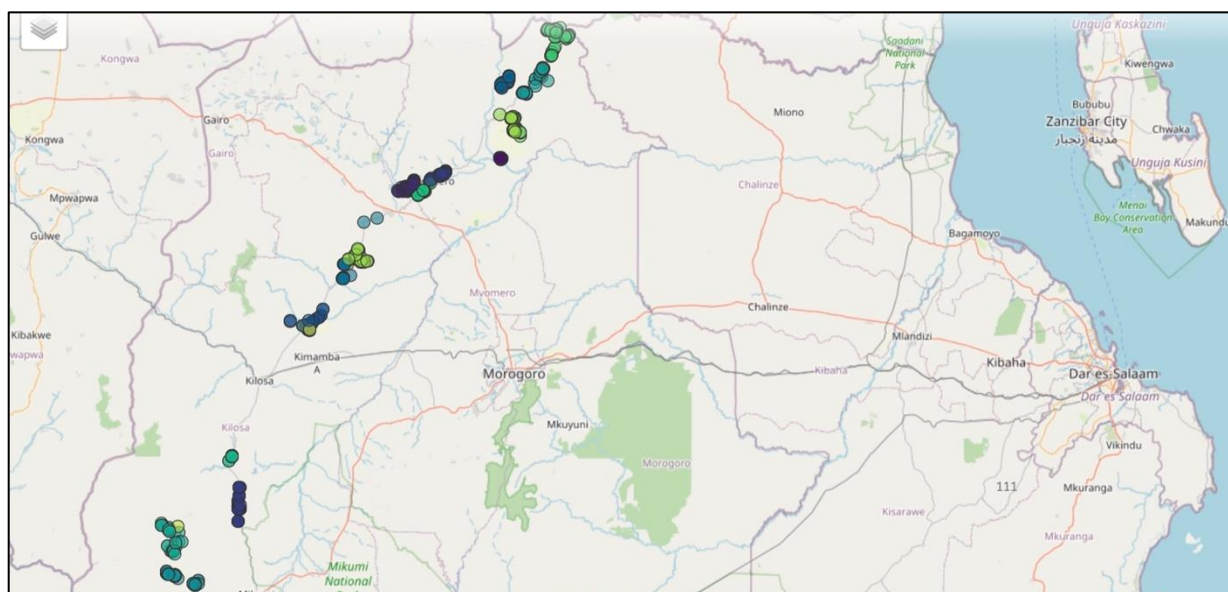 Unguja Kaskazini
Kiwengwa
Saadani
National
Park
Kongwa
Bububu
Zanzibar City
مدينة زنجبار
Chwaka
Miono
Gairo
Kongwa
Gairo
Unguja Kusini
Chalinze
Mpwapwa
Menai
Bay Conservation
Area
Makundu
Gulwe
Bagamoyo
Mvomero
Chalinze
Kibakwe
Mlandizi
Kimamba
A
Kibaha
Morogoro
Kibaha
Dar es Salaam
Kilosa
Dar es Salaam
Mkuyuni
Kilosa
Vikindu
Morogoro
111
Mkuranga
Kisarawe
Mkuranga
Mikumi
National